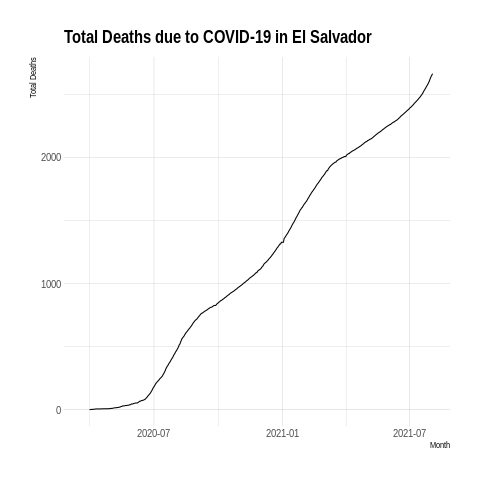 Total Deaths due to COVID-19 in El Salvador
Total Deaths
2000
1000
0
2020-07 2021-01 2021-07
Month